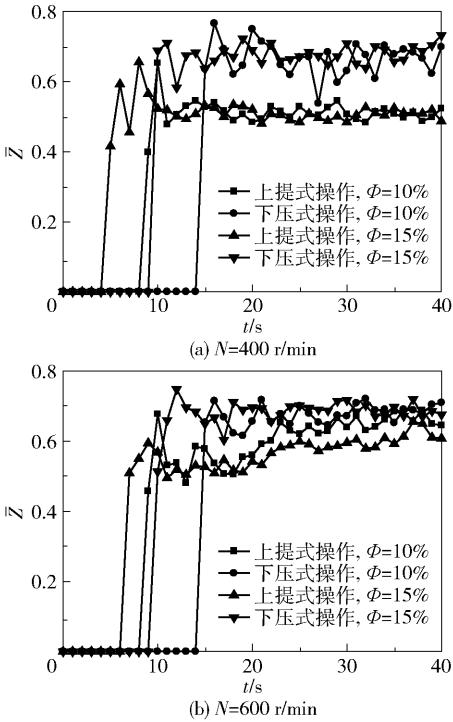 0.8
0.6
0.4
0.2
Z̄
上提式操作, Φ=10%
下压式操作, Φ=10%
上提式操作, Φ=15%
下压式操作, Φ=15%
0 10 20 30 40
t/s
(a) N=400 r/min
0.8
0.6
0.4
0.2
Z̄
上提式操作, Φ=10%
下压式操作, Φ=10%
上提式操作, Φ=15%
下压式操作, Φ=15%
0 10 20 30 40
t/s
(b) N=600 r/min